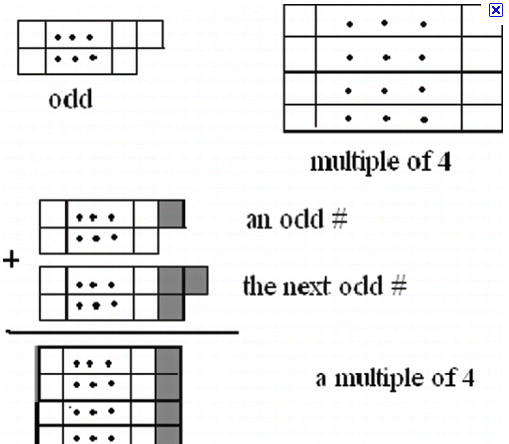 odd
multiple of 4
an odd #
+
the next odd #
a multiple of 4